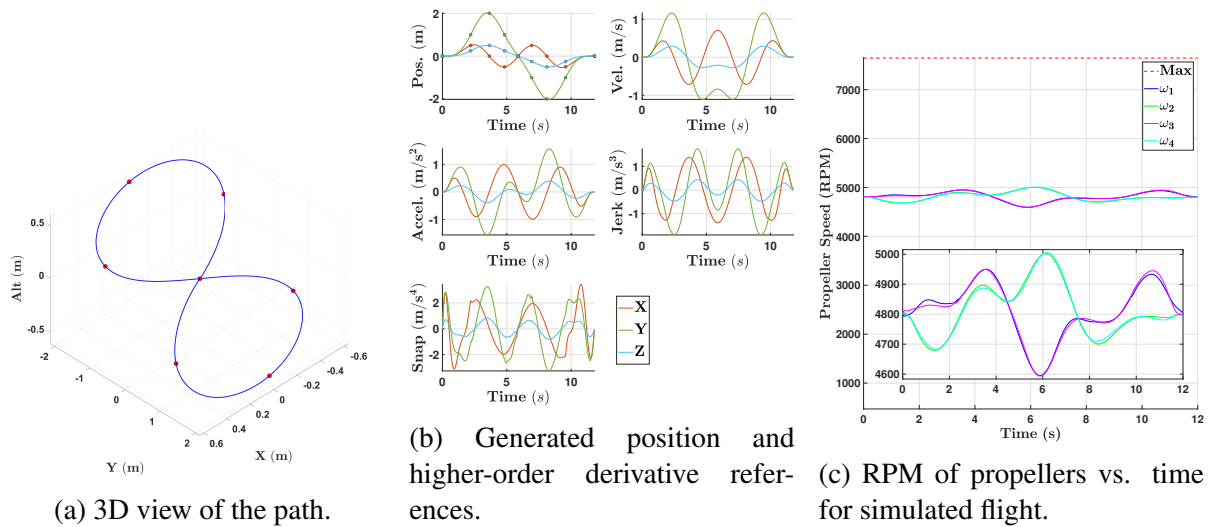 0.5
0
-0.5
Alt (m)
-2
-1
0
1
2
Y (m)
0.6
0.4
0.2
0
-0.2
-0.4
-0.6
X (m)
(a) 3D view of the path.
2
0
-2
Pos. (m)
0 5 10
Time (s)
1
0
-1
Vel. (m/s)
0 5 10
Time (s)
1
0
-1
Accel. (m/s²)
0 5 10
Time (s)
1
0
-1
Jerk (m/s³)
0 5 10
Time (s)
2
0
-2
Snap (m/s⁴)
0 5 10
Time (s)
X
Y
Z
(b) Generated position and
higher-order derivative refer-
ences.
7000
6000
5000
4000
3000
2000
1000
Propeller Speed (RPM)
Max
ω₁
ω₂
ω₃
ω₄
5000
4900
4800
4700
4600
0 2 4 6 8 10 12
0 2 4 6 8 10 12
Time (s)
(c) RPM of propellers vs. time
for simulated flight.